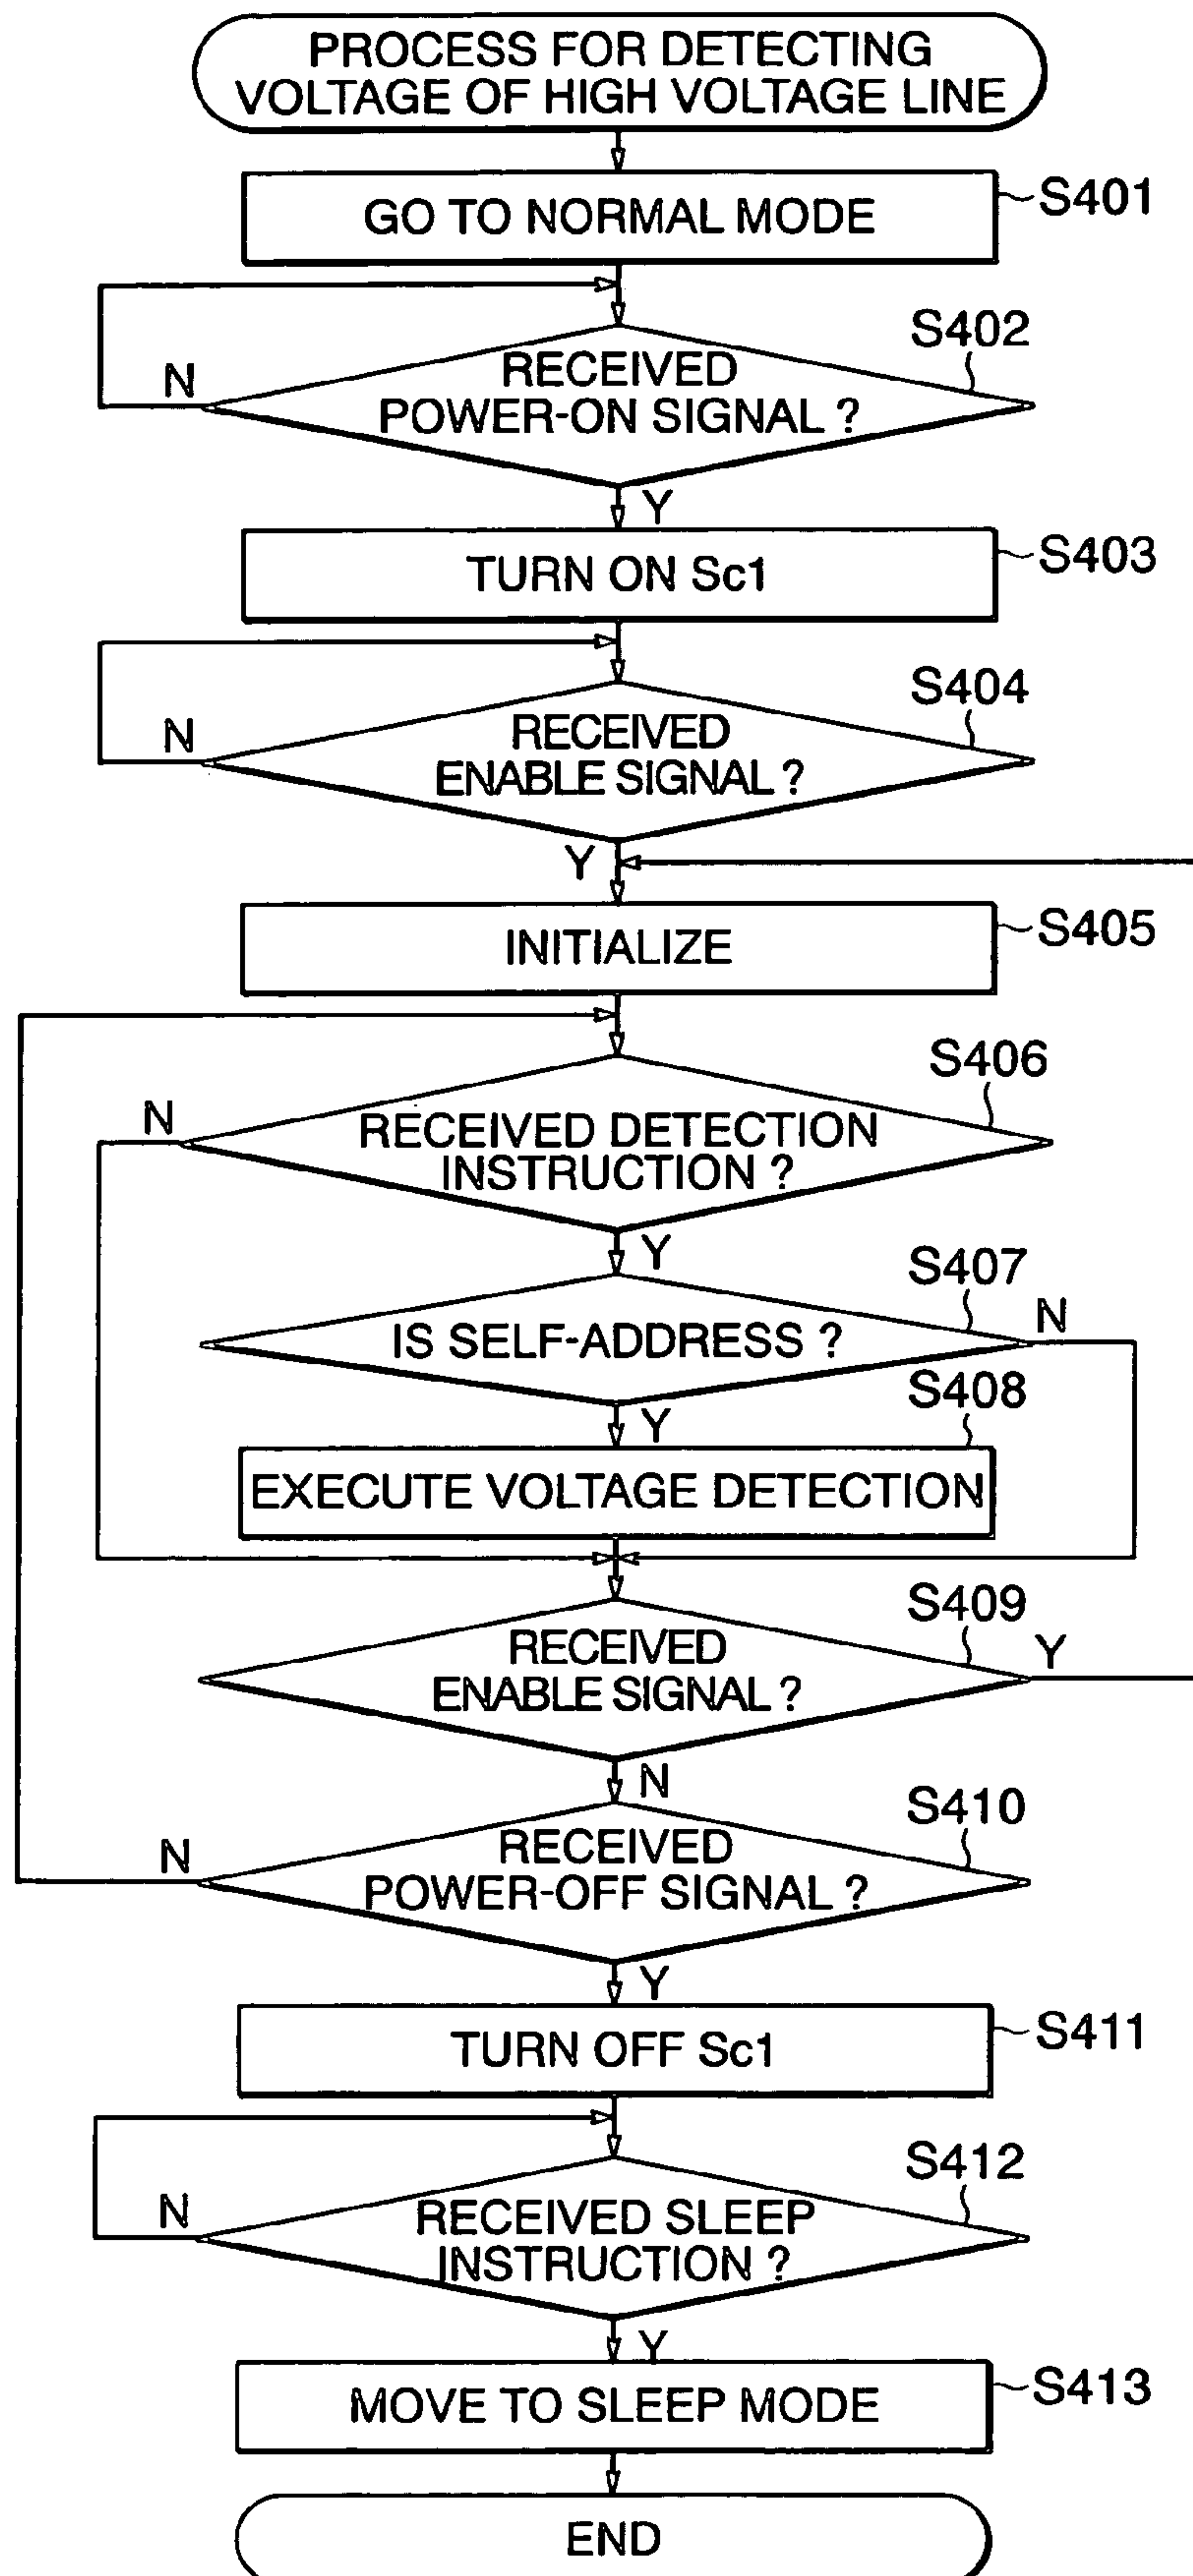 PROCESS FOR DETECTING
VOLTAGE OF HIGH VOLTAGE LINE
GO TO NORMAL MODE
S401
S402
RECEIVED
POWER-ON SIGNAL ?
N
Y
TURN ON Sc1
S403
S404
RECEIVED
ENABLE SIGNAL ?
N
Y
INITIALIZE
S405
S406
RECEIVED DETECTION
INSTRUCTION ?
N
Y
S407
IS SELF-ADDRESS ?
N
Y
S408
EXECUTE VOLTAGE DETECTION
S409
RECEIVED
ENABLE SIGNAL ?
Y
N
S410
RECEIVED
POWER-OFF SIGNAL ?
N
Y
TURN OFF Sc1
S411
S412
RECEIVED SLEEP
INSTRUCTION ?
N
Y
MOVE TO SLEEP MODE
S413
END